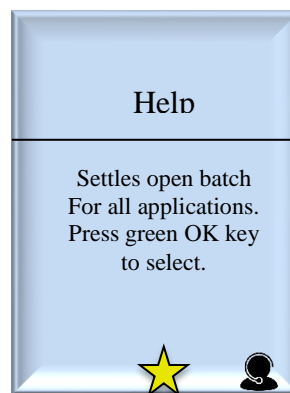 Help
Settles open batch
For all applications.
Press green OK key
to select.